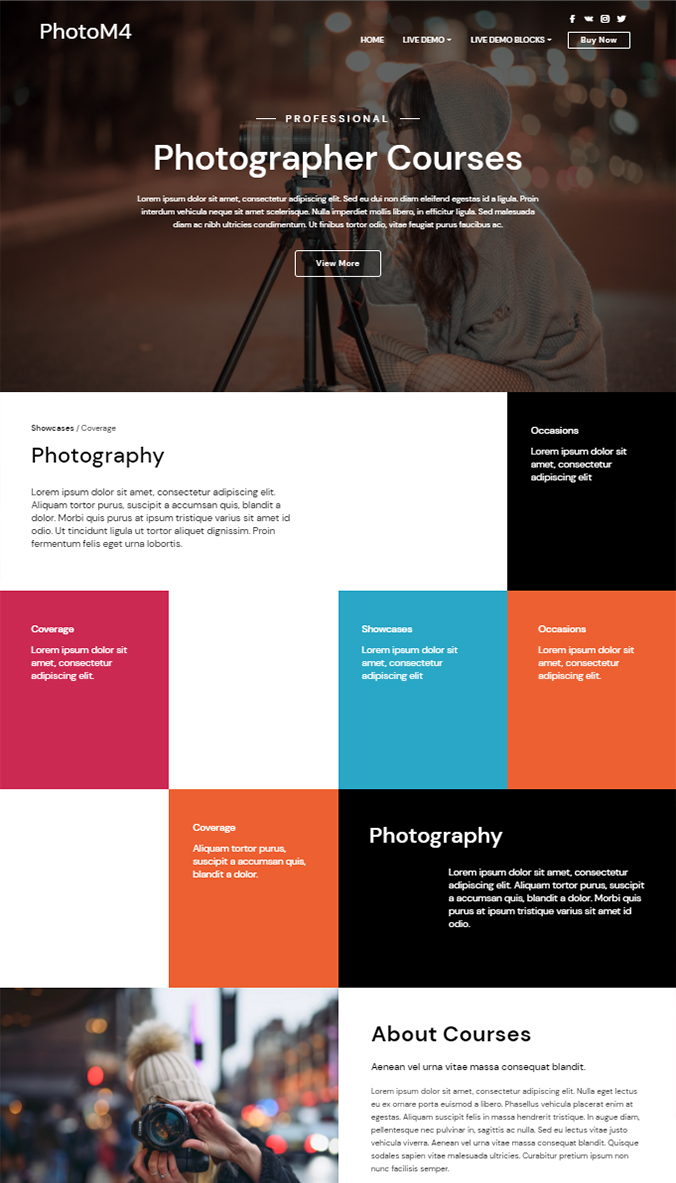 PhotoM4
HOME LIVE DEMO LIVE DEMO BLOCKS Buy Now
PROFESSIONAL
Photographer Courses
Lorem ipsum dolor sit amet, consectetur adipiscing elit. Sed eu dui non diam eleifend egestas id a ligula. Proin
interdum vehicula neque sit amet scelerisque. Nulla imperdiet mollis libero, in efficitur ligula. Sed malesuada
diam ac nibh ultricies condimentum. Ut finibus tortor odio, vitae feugiat purus faucibus ac.
View More
Showcases / Coverage
Photography
Lorem ipsum dolor sit amet, consectetur adipiscing elit.
Aliquam tortor purus, suscipit a accumsan quis, blandit a
dolor. Morbi quis purus at ipsum tristique varius sit amet id
odio. Ut tincidunt ligula ut tortor aliquet dignissim. Proin
fermentum felis eget urna lobortis.
Occasions
Lorem ipsum dolor sit
amet, consectetur
adipiscing elit
Coverage
Lorem ipsum dolor sit
amet, consectetur
adipiscing elit.
Showcases
Lorem ipsum dolor sit
amet, consectetur
adipiscing elit
Occasions
Lorem ipsum dolor sit
amet, consectetur
adipiscing elit.
Coverage
Aliquam tortor purus,
suscipit a accumsan quis,
blandit a dolor.
Photography
Lorem ipsum dolor sit amet, consectetur
adipiscing elit. Aliquam tortor purus, suscipit
a accumsan quis, blandit a dolor. Morbi quis
purus at ipsum tristique varius sit amet id
odio.
About Courses
Aenean vel urna vitae massa consequat blandit.
Lorem ipsum dolor sit amet, consectetur adipiscing elit. Nulla eget lectus
eu ex ornare porta euismod a libero. Phasellus vehicula placerat enim at
egestas. Aliquam suscipit felis in massa hendrerit tristique. In augue diam,
pellentesque nec pulvinar in, sagittis ac nulla. Sed eu lectus vitae justo
vehicula viverra. Aenean vel urna vitae massa consequat blandit. Quisque
sodales sapien vitae malesuada ultricies. Curabitur pretium ipsum non
nunc facilisis semper.